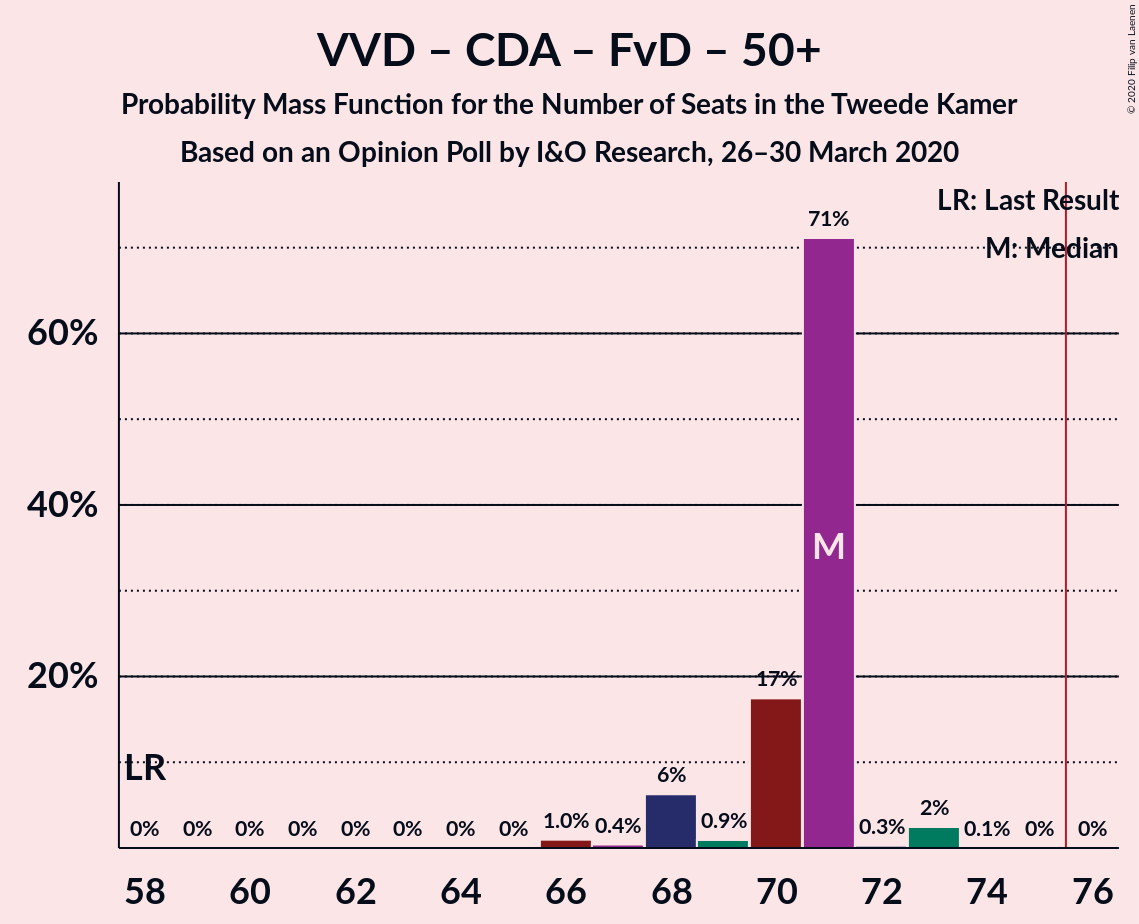 VVD – CDA – FvD – 50+
Probability Mass Function for the Number of Seats in the Tweede Kamer
Based on an Opinion Poll by I&O Research, 26–30 March 2020
© 2020 Filip van Laenen
LR: Last Result
M: Median
71%
60%
M
40%
20%
17%
LR
6%
2%
0% 0% 0% 0% 0% 0% 0% 0% 1.0% 0.4% 0.9% 0.3% 0.1% 0% 0%
58 60 62 64 66 68 70 72 74 76